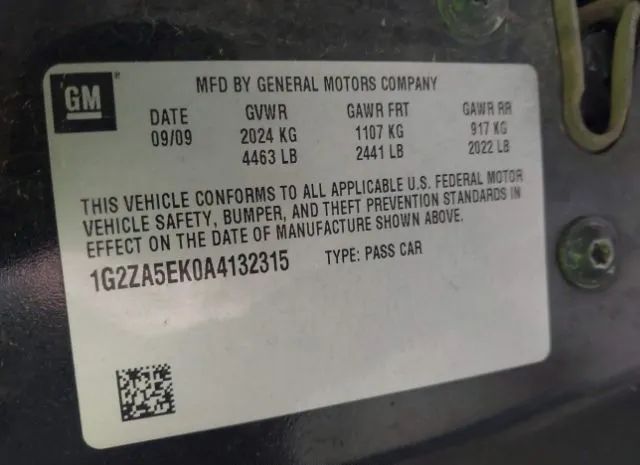 GM
MFD BY GENERAL MOTORS COMPANY
DATE GVWR GAWR FRT GAWR RR
09/09 2024 KG 1107 KG 917 KG
4463 LB 2441 LB 2022 LB
THIS VEHICLE CONFORMS TO ALL APPLICABLE U.S. FEDERAL MOTOR
VEHICLE SAFETY, BUMPER, AND THEFT PREVENTION STANDARDS IN
EFFECT ON THE DATE OF MANUFACTURE SHOWN ABOVE.
1G2ZA5EK0A4132315 TYPE: PASS CAR